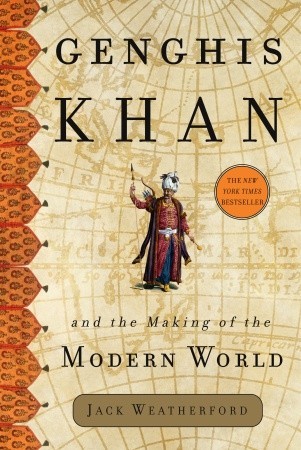 GENGHIS
KHAN
THE NEW
YORK TIMES
BESTSELLER
and the Making of the
MODERN WORLD
JACK WEATHERFORD